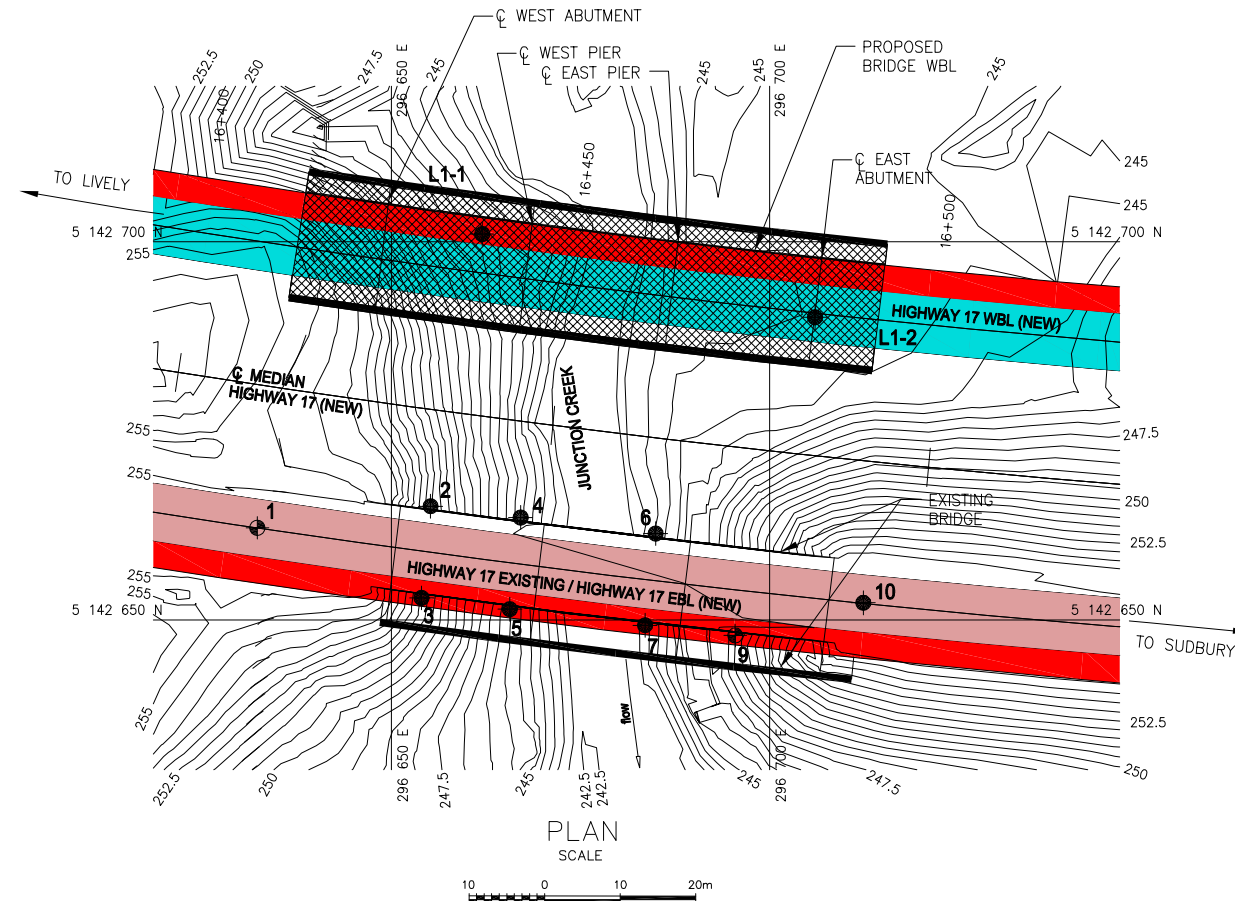 ℄ WEST ABUTMENT
℄ WEST PIER
℄ EAST PIER
PROPOSED
BRIDGE WBL
252.5
250
247.5
245
245
245
245
16+400
296 650 E
296 700 E
℄ EAST
ABUTMENT
245
TO LIVELY
L1-1
16+450
16+500
245
5 142 700 N
5 142 700 N
255
HIGHWAY 17 WBL (NEW)
L1-2
℄ MEDIAN
HIGHWAY 17 (NEW)
JUNCTION CREEK
255
247.5
255
1
2
4
6
EXISTING
BRIDGE
250
252.5
HIGHWAY 17 EXISTING / HIGHWAY 17 EBL (NEW)
255
255
10
5 142 650 N
5 142 650 N
3
5
7
9
TO SUDBURY
255
flow
252.5
252.5
250
296 650 E
247.5
245
242.5
242.5
245
296 700 E
247.5
250
PLAN
SCALE
10 0 10 20m